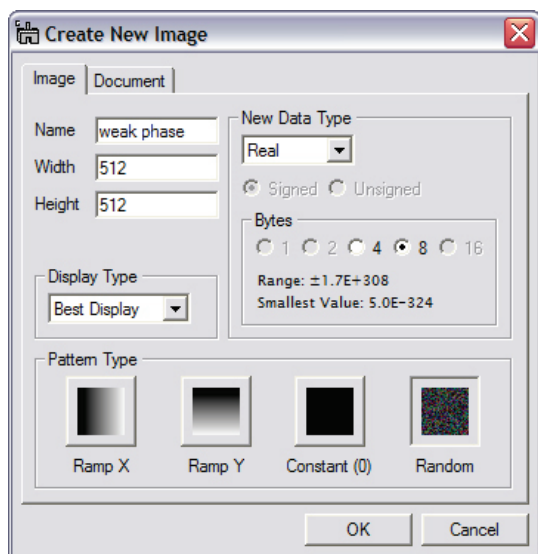 Create New Image
Image Document
Name weak phase
Width 512
Height 512
New Data Type
Real
Signed Unsigned
Bytes
1 2 4 8 16
Range: ±1.7E+308
Smallest Value: 5.0E-324
Display Type
Best Display
Pattern Type
Ramp X Ramp Y Constant (0) Random
OK Cancel